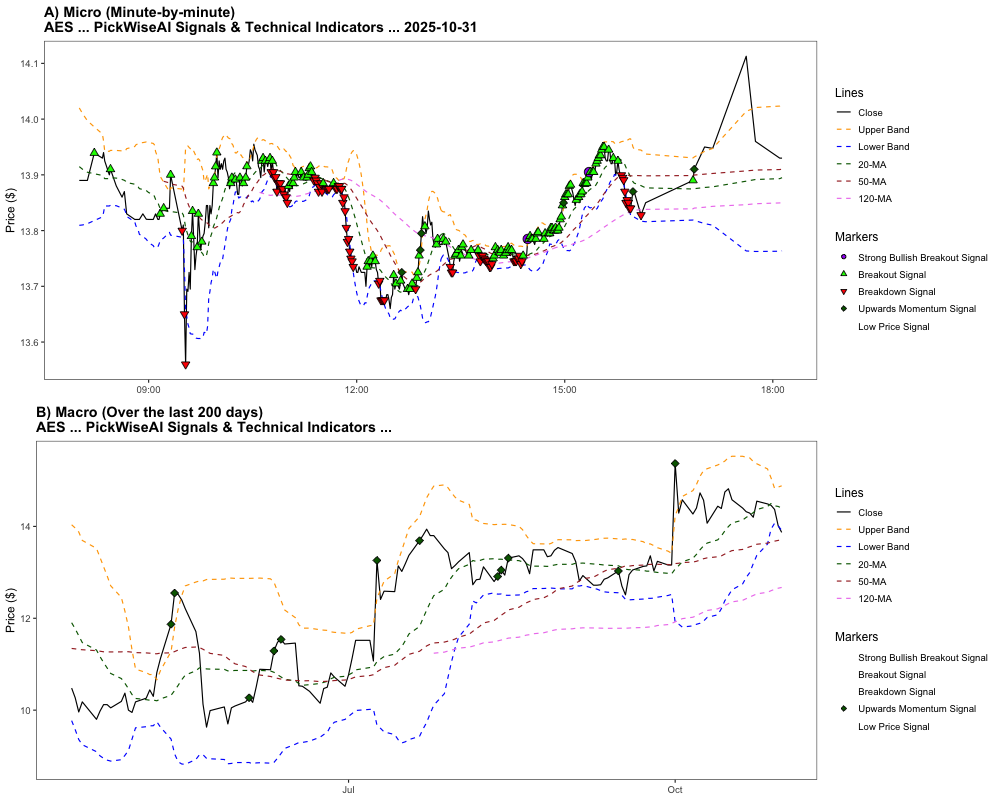 A) Micro (Minute-by-minute)
AES ... PickWiseAI Signals & Technical Indicators ... 2025-10-31
Price ($)
14.1
14.0
13.9
13.8
13.7
13.6
09:00
12:00
15:00
18:00
Lines
Close
Upper Band
Lower Band
20-MA
50-MA
120-MA
Markers
Strong Bullish Breakout Signal
Breakout Signal
Breakdown Signal
Upwards Momentum Signal
Low Price Signal
B) Macro (Over the last 200 days)
AES ... PickWiseAI Signals & Technical Indicators ...
Price ($)
14
12
10
Jul
Oct
Lines
Close
Upper Band
Lower Band
20-MA
50-MA
120-MA
Markers
Strong Bullish Breakout Signal
Breakout Signal
Breakdown Signal
Upwards Momentum Signal
Low Price Signal